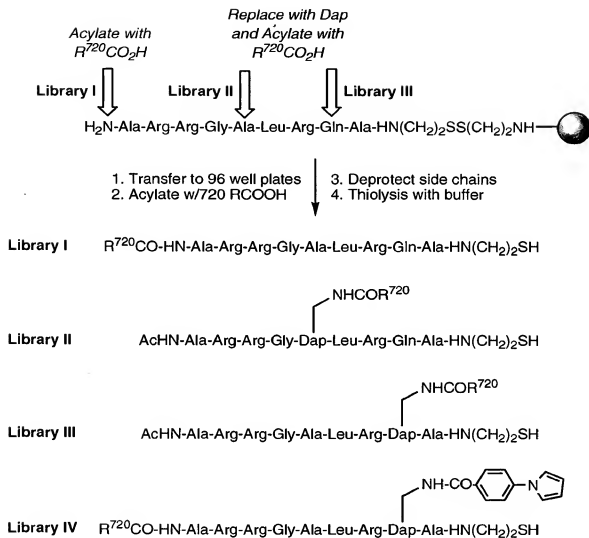 Acylate with
R⁷²⁰CO₂H
Replace with Dap
and Acylate with
R⁷²⁰CO₂H
Library I
Library II
Library III
H₂N-Ala-Arg-Arg-Gly-Ala-Leu-Arg-Gln-Ala-HN(CH₂)₂SS(CH₂)₂NH
1. Transfer to 96 well plates
2. Acylate w/720 RCOOH
3. Deprotect side chains
4. Thiolysis with buffer
Library I R⁷²⁰CO-HN-Ala-Arg-Arg-Gly-Ala-Leu-Arg-Gln-Ala-HN(CH₂)₂SH
NHCOR⁷²⁰
Library II AcHN-Ala-Arg-Arg-Gly-Dap-Leu-Arg-Gln-Ala-HN(CH₂)₂SH
NHCOR⁷²⁰
Library III AcHN-Ala-Arg-Arg-Gly-Ala-Leu-Arg-Dap-Ala-HN(CH₂)₂SH
NH-CO N
Library IV R⁷²⁰CO-HN-Ala-Arg-Arg-Gly-Ala-Leu-Arg-Dap-Ala-HN(CH₂)₂SH